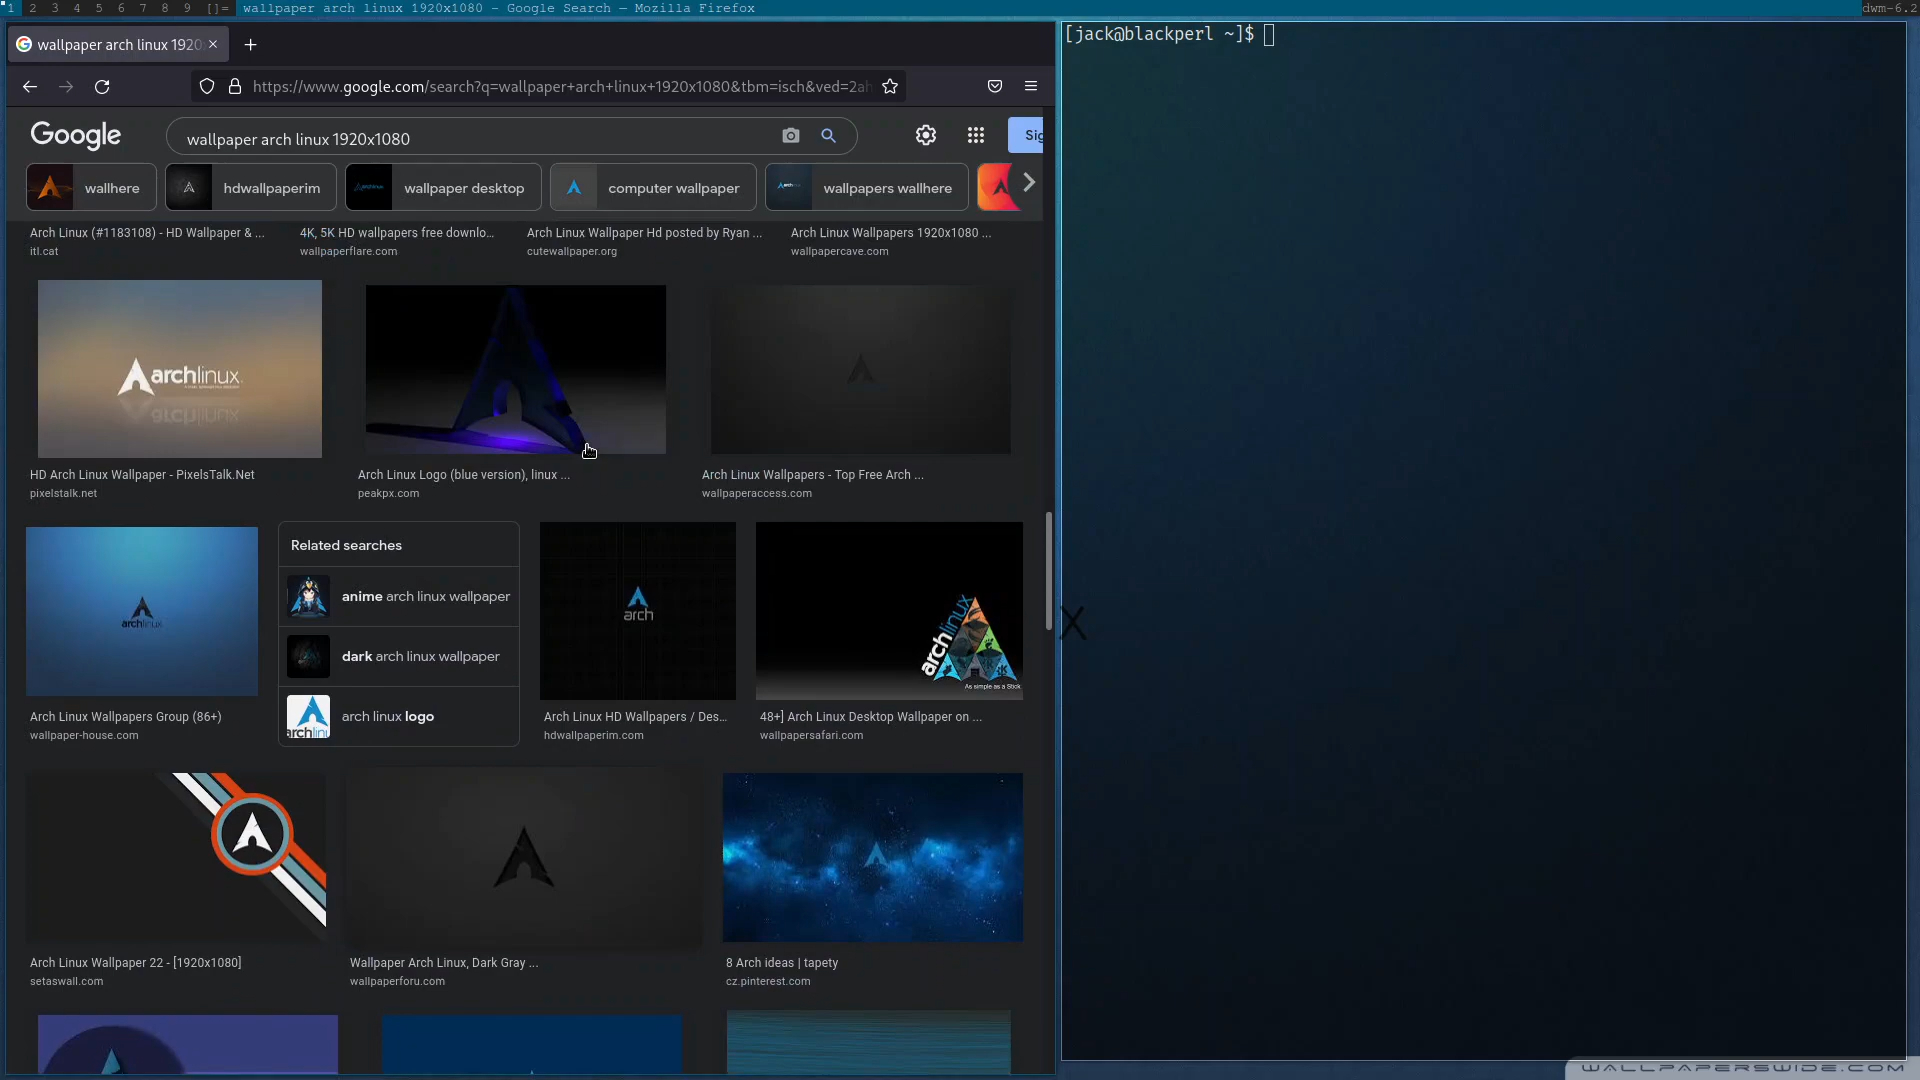 1 2 3 4 5 6 7 8 9 []= wallpaper arch linux 1920x1080 - Google Search — Mozilla Firefox
dwm-6.2
wallpaper arch linux 1920
[jack@blackperl ~]$
https://www.google.com/search?q=wallpaper+arch+linux+1920x1080&tbm=isch&ved=2ah
Google
wallpaper arch linux 1920x1080
Sig
wallhere
hdwallpaperim
wallpaper desktop
computer wallpaper
wallpapers wallhere
Arch Linux (#1183108) - HD Wallpaper & ...
itl.cat
4K, 5K HD wallpapers free downlo...
wallpaperflare.com
Arch Linux Wallpaper Hd posted by Ryan ...
cutewallpaper.org
Arch Linux Wallpapers 1920x1080 ...
wallpapercave.com
archlinux
HD Arch Linux Wallpaper - PixelsTalk.Net
pixelstalk.net
Arch Linux Logo (blue version), linux ...
peakpx.com
Arch Linux Wallpapers - Top Free Arch ...
wallpaperaccess.com
archlinux
Arch Linux Wallpapers Group (86+)
wallpaper-house.com
Related searches
anime arch linux wallpaper
dark arch linux wallpaper
archlinu
arch linux logo
arch
Arch Linux HD Wallpapers / Des...
hdwallpaperim.com
archlinux
As simple as a Stick
48+] Arch Linux Desktop Wallpaper on ...
wallpapersafari.com
X
Arch Linux Wallpaper 22 - [1920x1080]
setaswall.com
Wallpaper Arch Linux, Dark Gray ...
wallpaperforu.com
8 Arch ideas | tapety
cz.pinterest.com
WALLPAPERSWIDE.COM